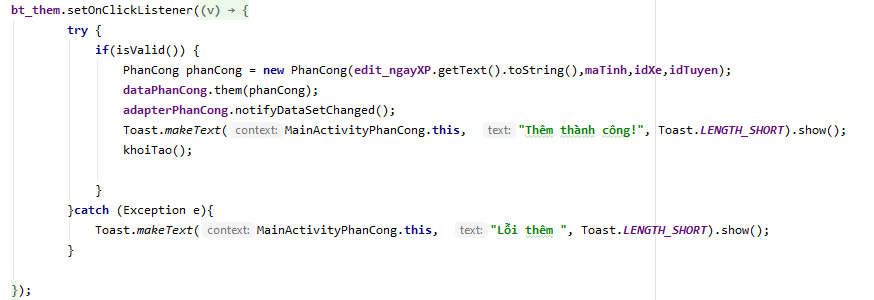 bt_them.setOnClickListener((v) → {
try {
if(isValid()) {
PhanCong phanCong = new PhanCong(edit_ngayXP.getText().toString(),maTinh,idXe,idTuyen);
dataPhanCong.them(phanCong);
adapterPhanCong.notifyDataSetChanged();
Toast.makeText( context: MainActivityPhanCong.this, text: "Thêm thành công!", Toast.LENGTH_SHORT).show();
khoiTao();
}
}catch (Exception e){
Toast.makeText( context: MainActivityPhanCong.this, text: "Lỗi thêm ", Toast.LENGTH_SHORT).show();
}
});